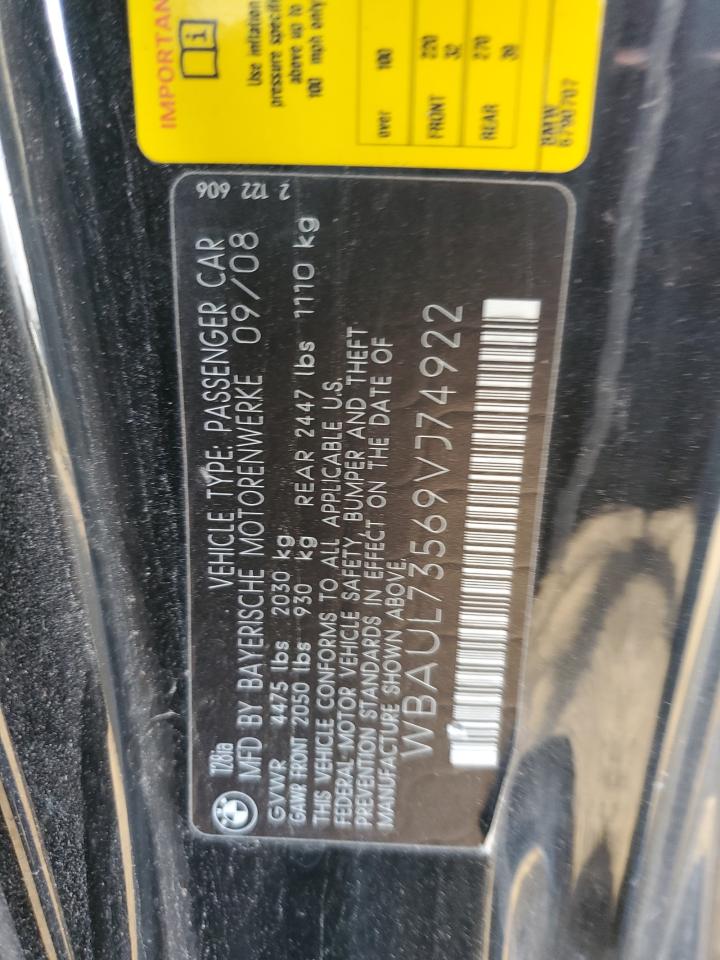 IMPORTAN
Use
pressure specif
above up to
100 mph only
over 100
FRONT 220
32
REAR 270
39
BMW
6790707
2 122 606
128ia VEHICLE TYPE: PASSENGER CAR
MFD BY BAYERISCHE MOTORENWERKE 09/08
GVWR 4475 lbs 2030 kg
GAWR FRONT 2050 lbs 930 kg REAR 2447 lbs 1110 kg
THIS VEHICLE CONFORMS TO ALL APPLICABLE U.S.
FEDERAL MOTOR VEHICLE SAFETY, BUMPER AND THEFT
PREVENTION STANDARDS IN EFFECT ON THE DATE OF
MANUFACTURE SHOWN ABOVE.
WBAUL73569VJ74922